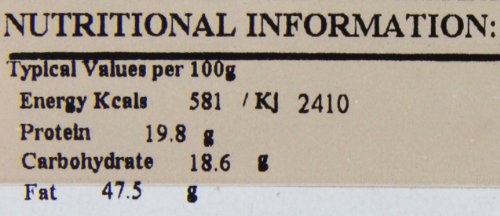 NUTRITIONAL INFORMATION:
Typical Values per 100g
Energy Kcals 581 / KJ 2410
Protein 19.8 g
Carbohydrate 18.6 g
Fat 47.5 g